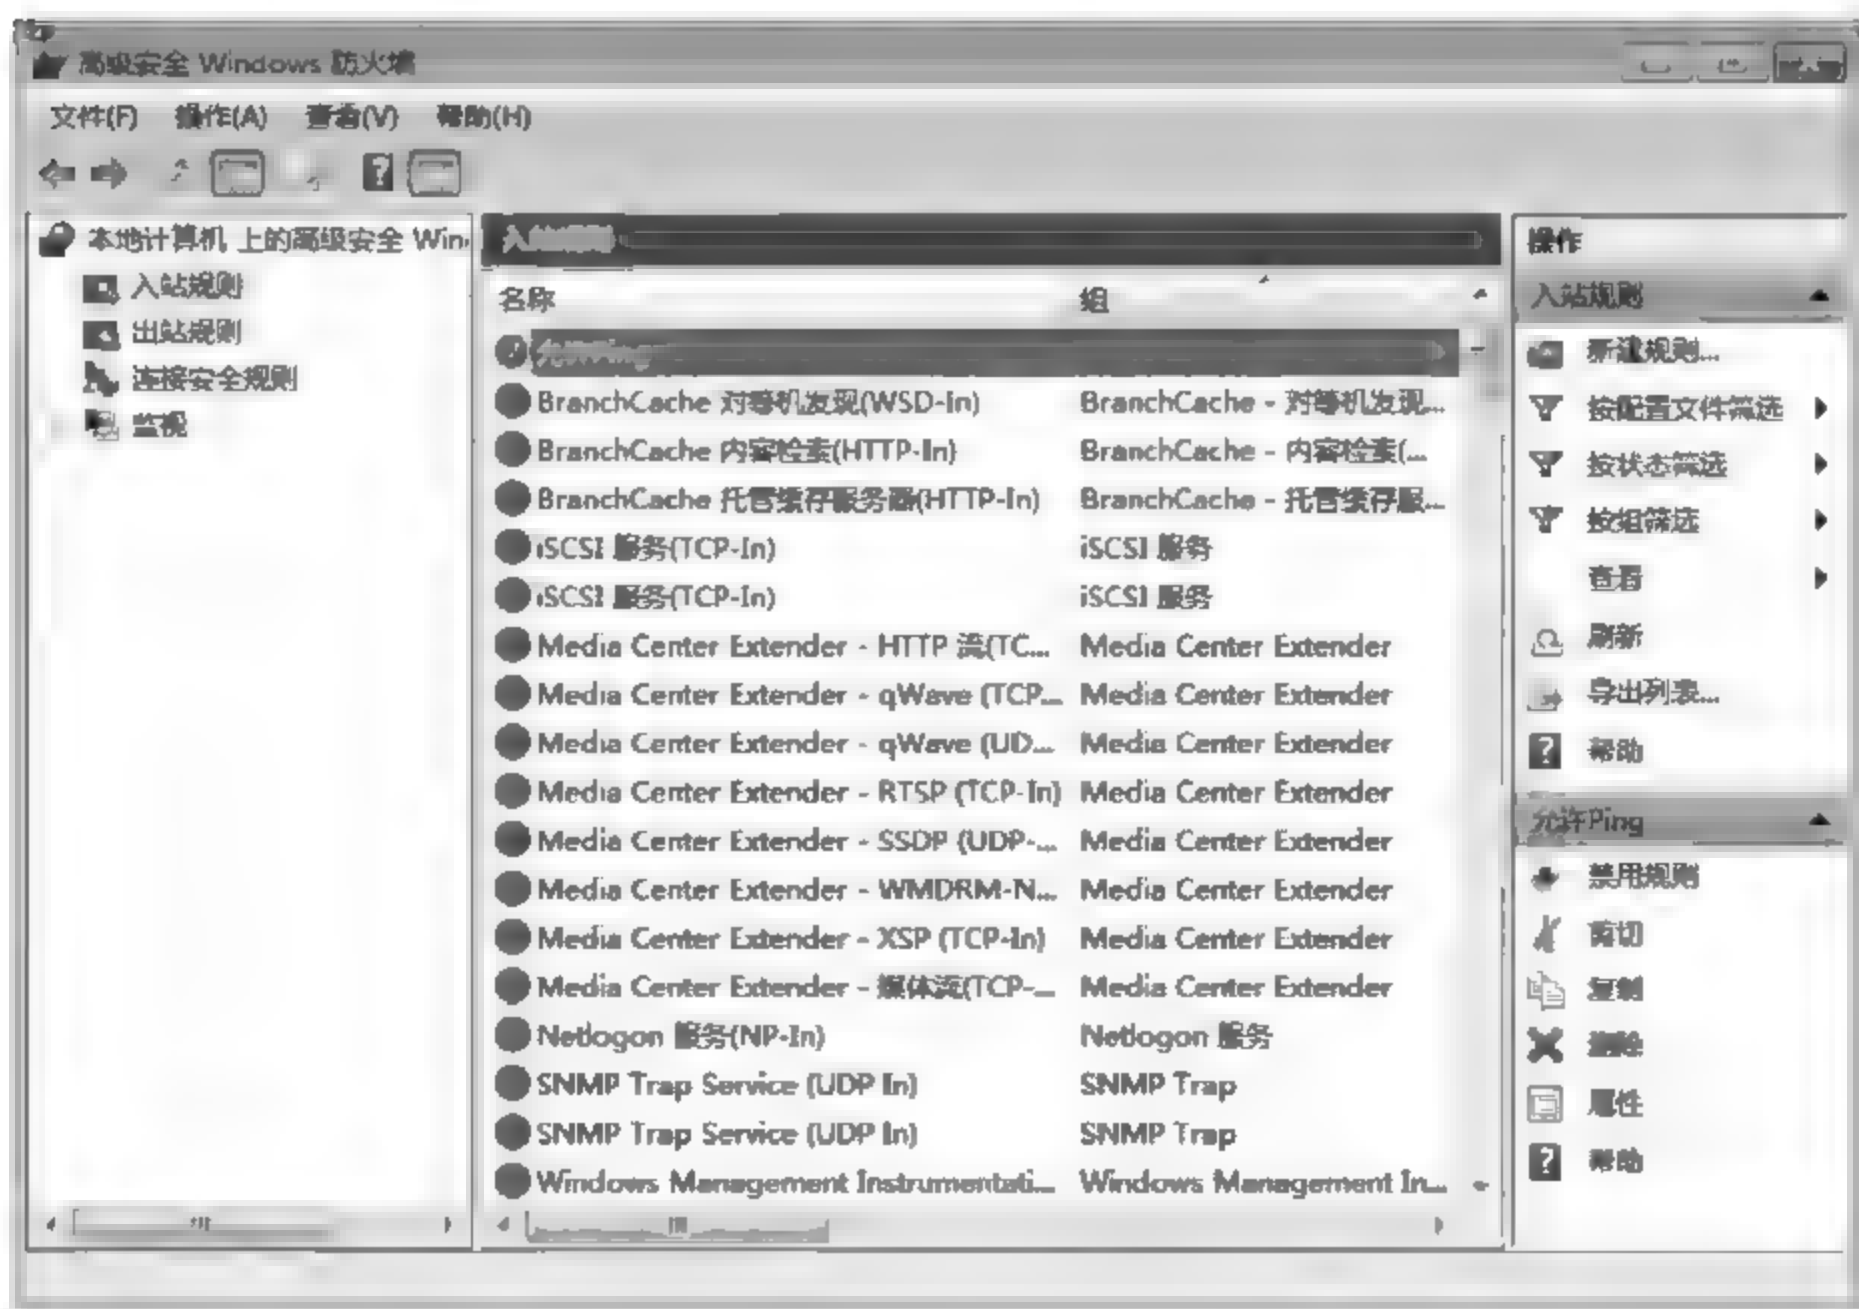 高级安全 Windows 防火墙
文件(F) 操作(A) 查看(V) 帮助(H)
本地计算机 上的高级安全 Win
入站规则
出站规则
连接安全规则
监视
入站规则
名称 组
允许Ping
BranchCache 对等机发现(WSD-In) BranchCache - 对等机发现...
BranchCache 内容检索(HTTP-In) BranchCache - 内容检索(...
BranchCache 托管缓存服务器(HTTP-In) BranchCache - 托管缓存服...
iSCSI 服务(TCP-In) iSCSI 服务
iSCSI 服务(TCP-In) iSCSI 服务
Media Center Extender - HTTP 流(TC... Media Center Extender
Media Center Extender - qWave (TCP... Media Center Extender
Media Center Extender - qWave (UD... Media Center Extender
Media Center Extender - RTSP (TCP-In) Media Center Extender
Media Center Extender - SSDP (UDP-... Media Center Extender
Media Center Extender - WMDRM-N... Media Center Extender
Media Center Extender - XSP (TCP-In) Media Center Extender
Media Center Extender - 媒体流(TCP-... Media Center Extender
Netlogon 服务(NP-In) Netlogon 服务
SNMP Trap Service (UDP In) SNMP Trap
SNMP Trap Service (UDP In) SNMP Trap
Windows Management Instrumentati... Windows Management In...
操作
入站规则
新建规则...
按配置文件筛选
按状态筛选
按组筛选
查看
刷新
导出列表...
帮助
允许Ping
禁用规则
剪切
复制
删除
属性
帮助